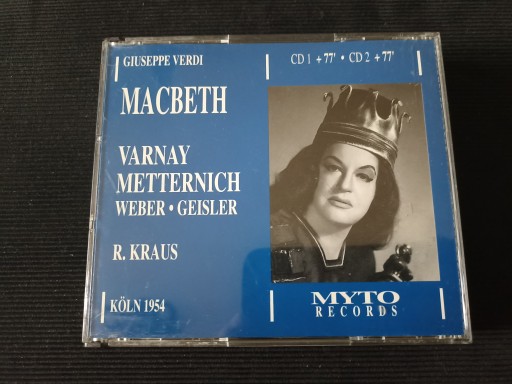 GIUSEPPE VERDI
CD 1 + 77' • CD 2 + 77'
MACBETH
VARNAY
METTERNICH
WEBER • GEISLER
R. KRAUS
KÖLN 1954
MYTO
RECORDS